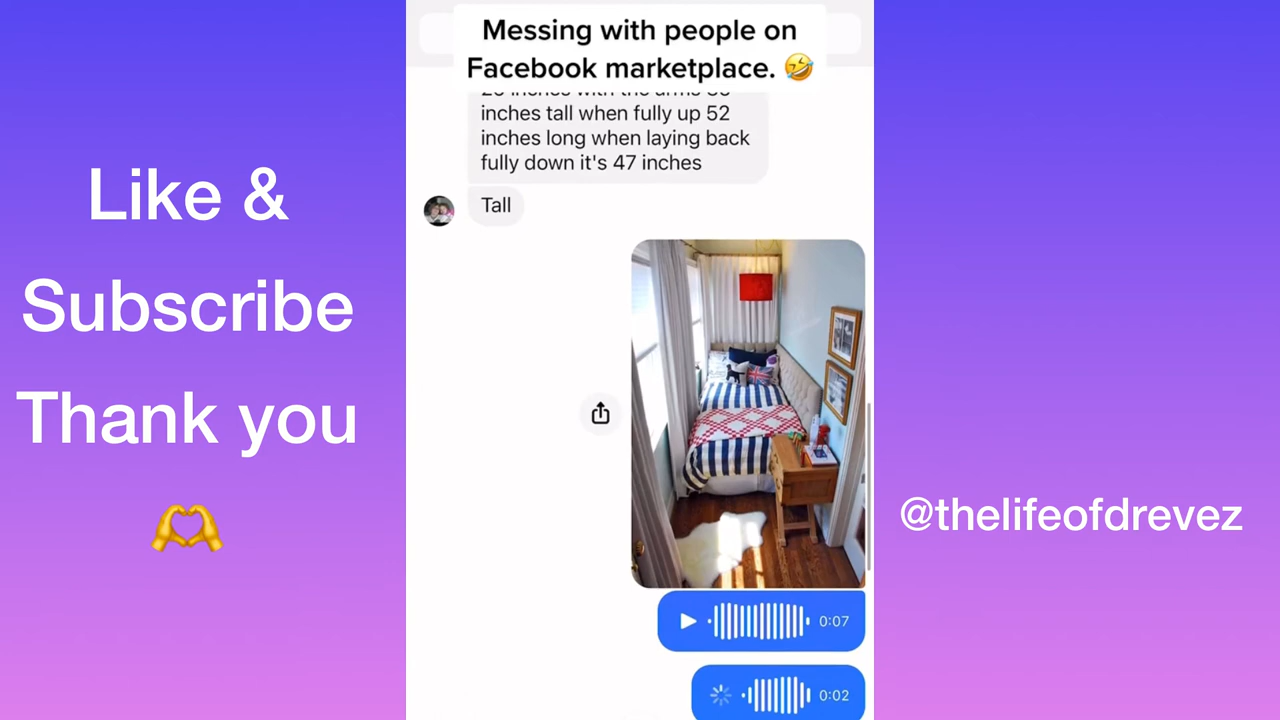 Messing with people on
Facebook marketplace. 🤣
inches tall when fully up 52
inches long when laying back
fully down it's 47 inches
Tall
0:07
0:02
Like &
Subscribe
Thank you
🫶
@thelifeofdrevez